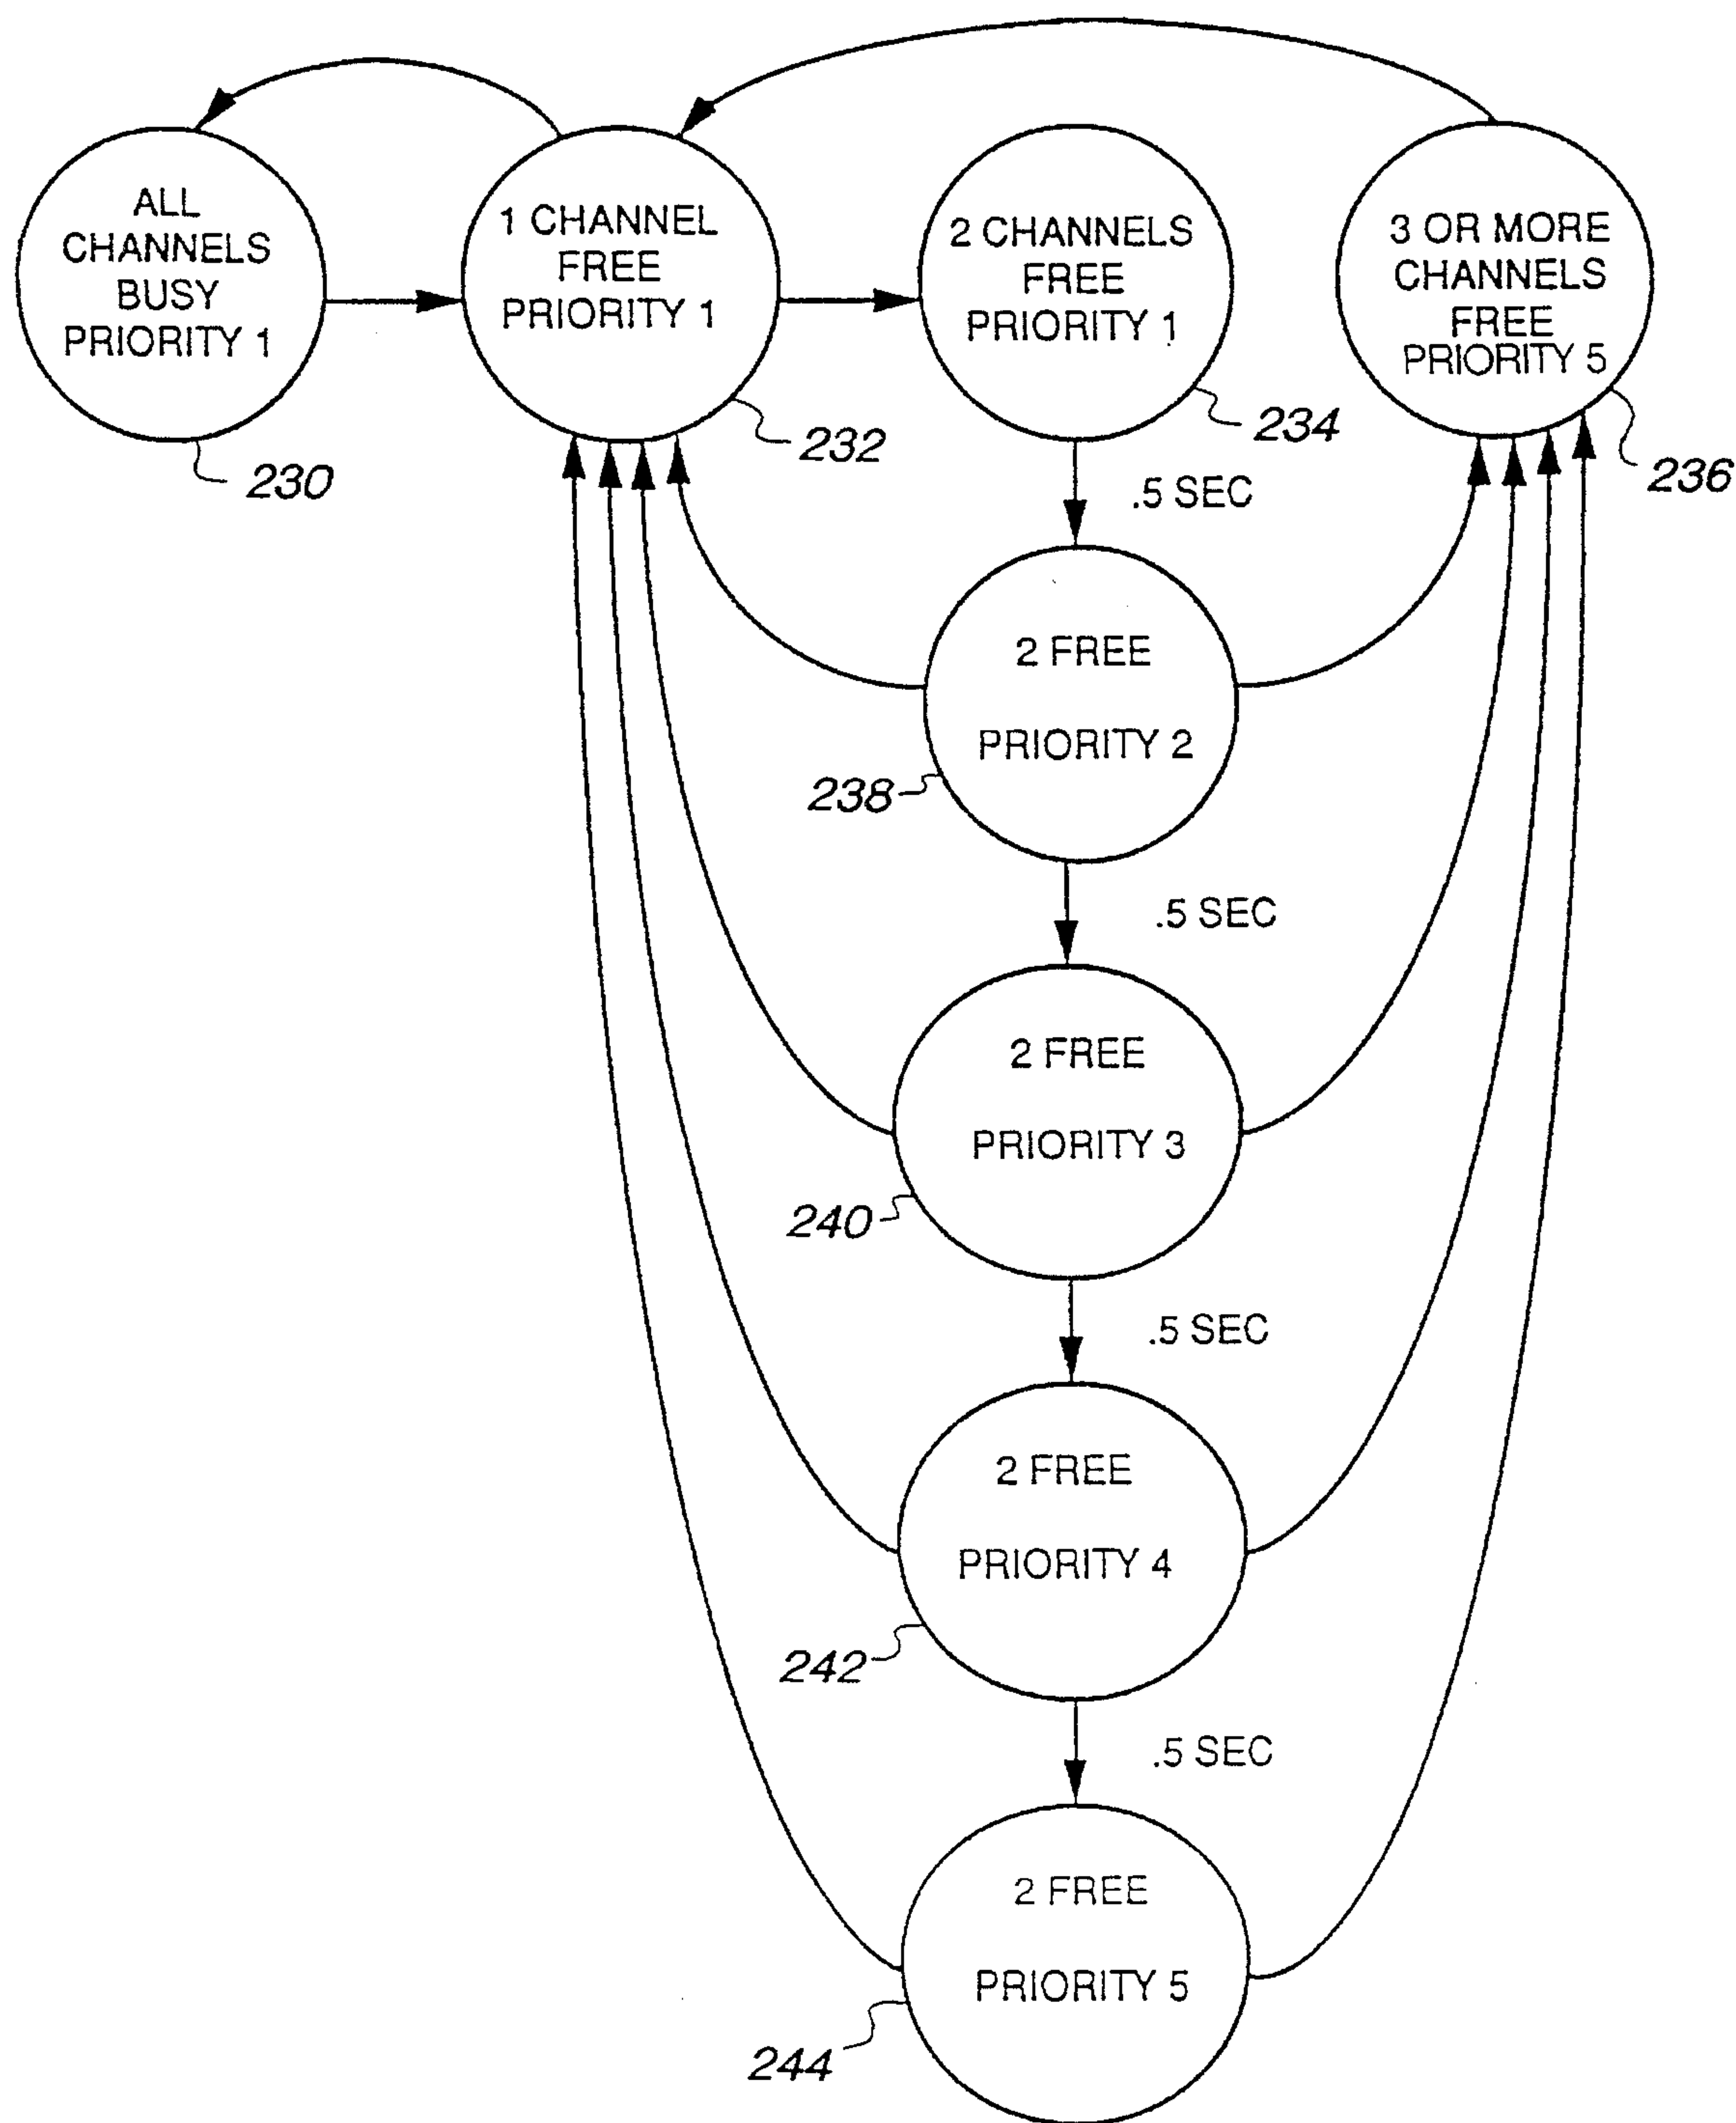 ALL
CHANNELS
BUSY
PRIORITY 1
230
1 CHANNEL
FREE
PRIORITY 1
232
2 CHANNELS
FREE
PRIORITY 1
234
3 OR MORE
CHANNELS
FREE
PRIORITY 5
236
.5 SEC
2 FREE
PRIORITY 2
238
.5 SEC
2 FREE
PRIORITY 3
240
.5 SEC
2 FREE
PRIORITY 4
242
.5 SEC
2 FREE
PRIORITY 5
244